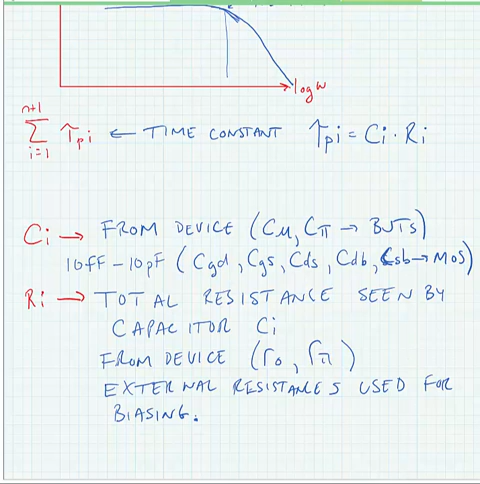 log ω
n+1
Σ τpi ← TIME CONSTANT τpi = Ci · Ri
i=1
Ci → FROM DEVICE (Cμ, Cπ → BJTs)
10fF - 10pF (Cgd, Cgs, Cds, Cdb, Csb → MOS)
Ri → TOTAL RESISTANCE SEEN BY
CAPACITOR Ci
FROM DEVICE (ro, rπ)
EXTERNAL RESISTANCES USED FOR
BIASING.